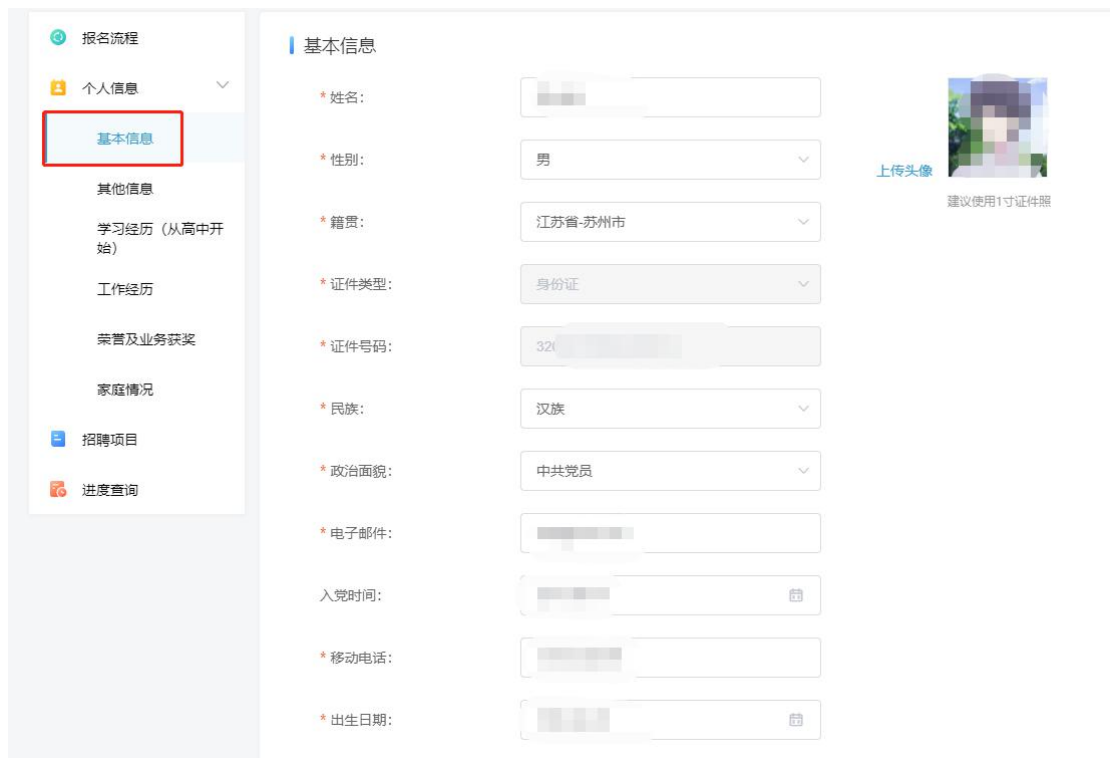 报名流程
个人信息
基本信息
其他信息
学习经历（从高中开
始）
工作经历
荣誉及业务获奖
家庭情况
招聘项目
进度查询
基本信息
*姓名：
*性别：
男
*籍贯：
江苏省-苏州市
*证件类型：
身份证
*证件号码：
320
*民族：
汉族
*政治面貌：
中共党员
*电子邮件：
入党时间：
*移动电话：
*出生日期：
上传头像
建议使用1寸证件照